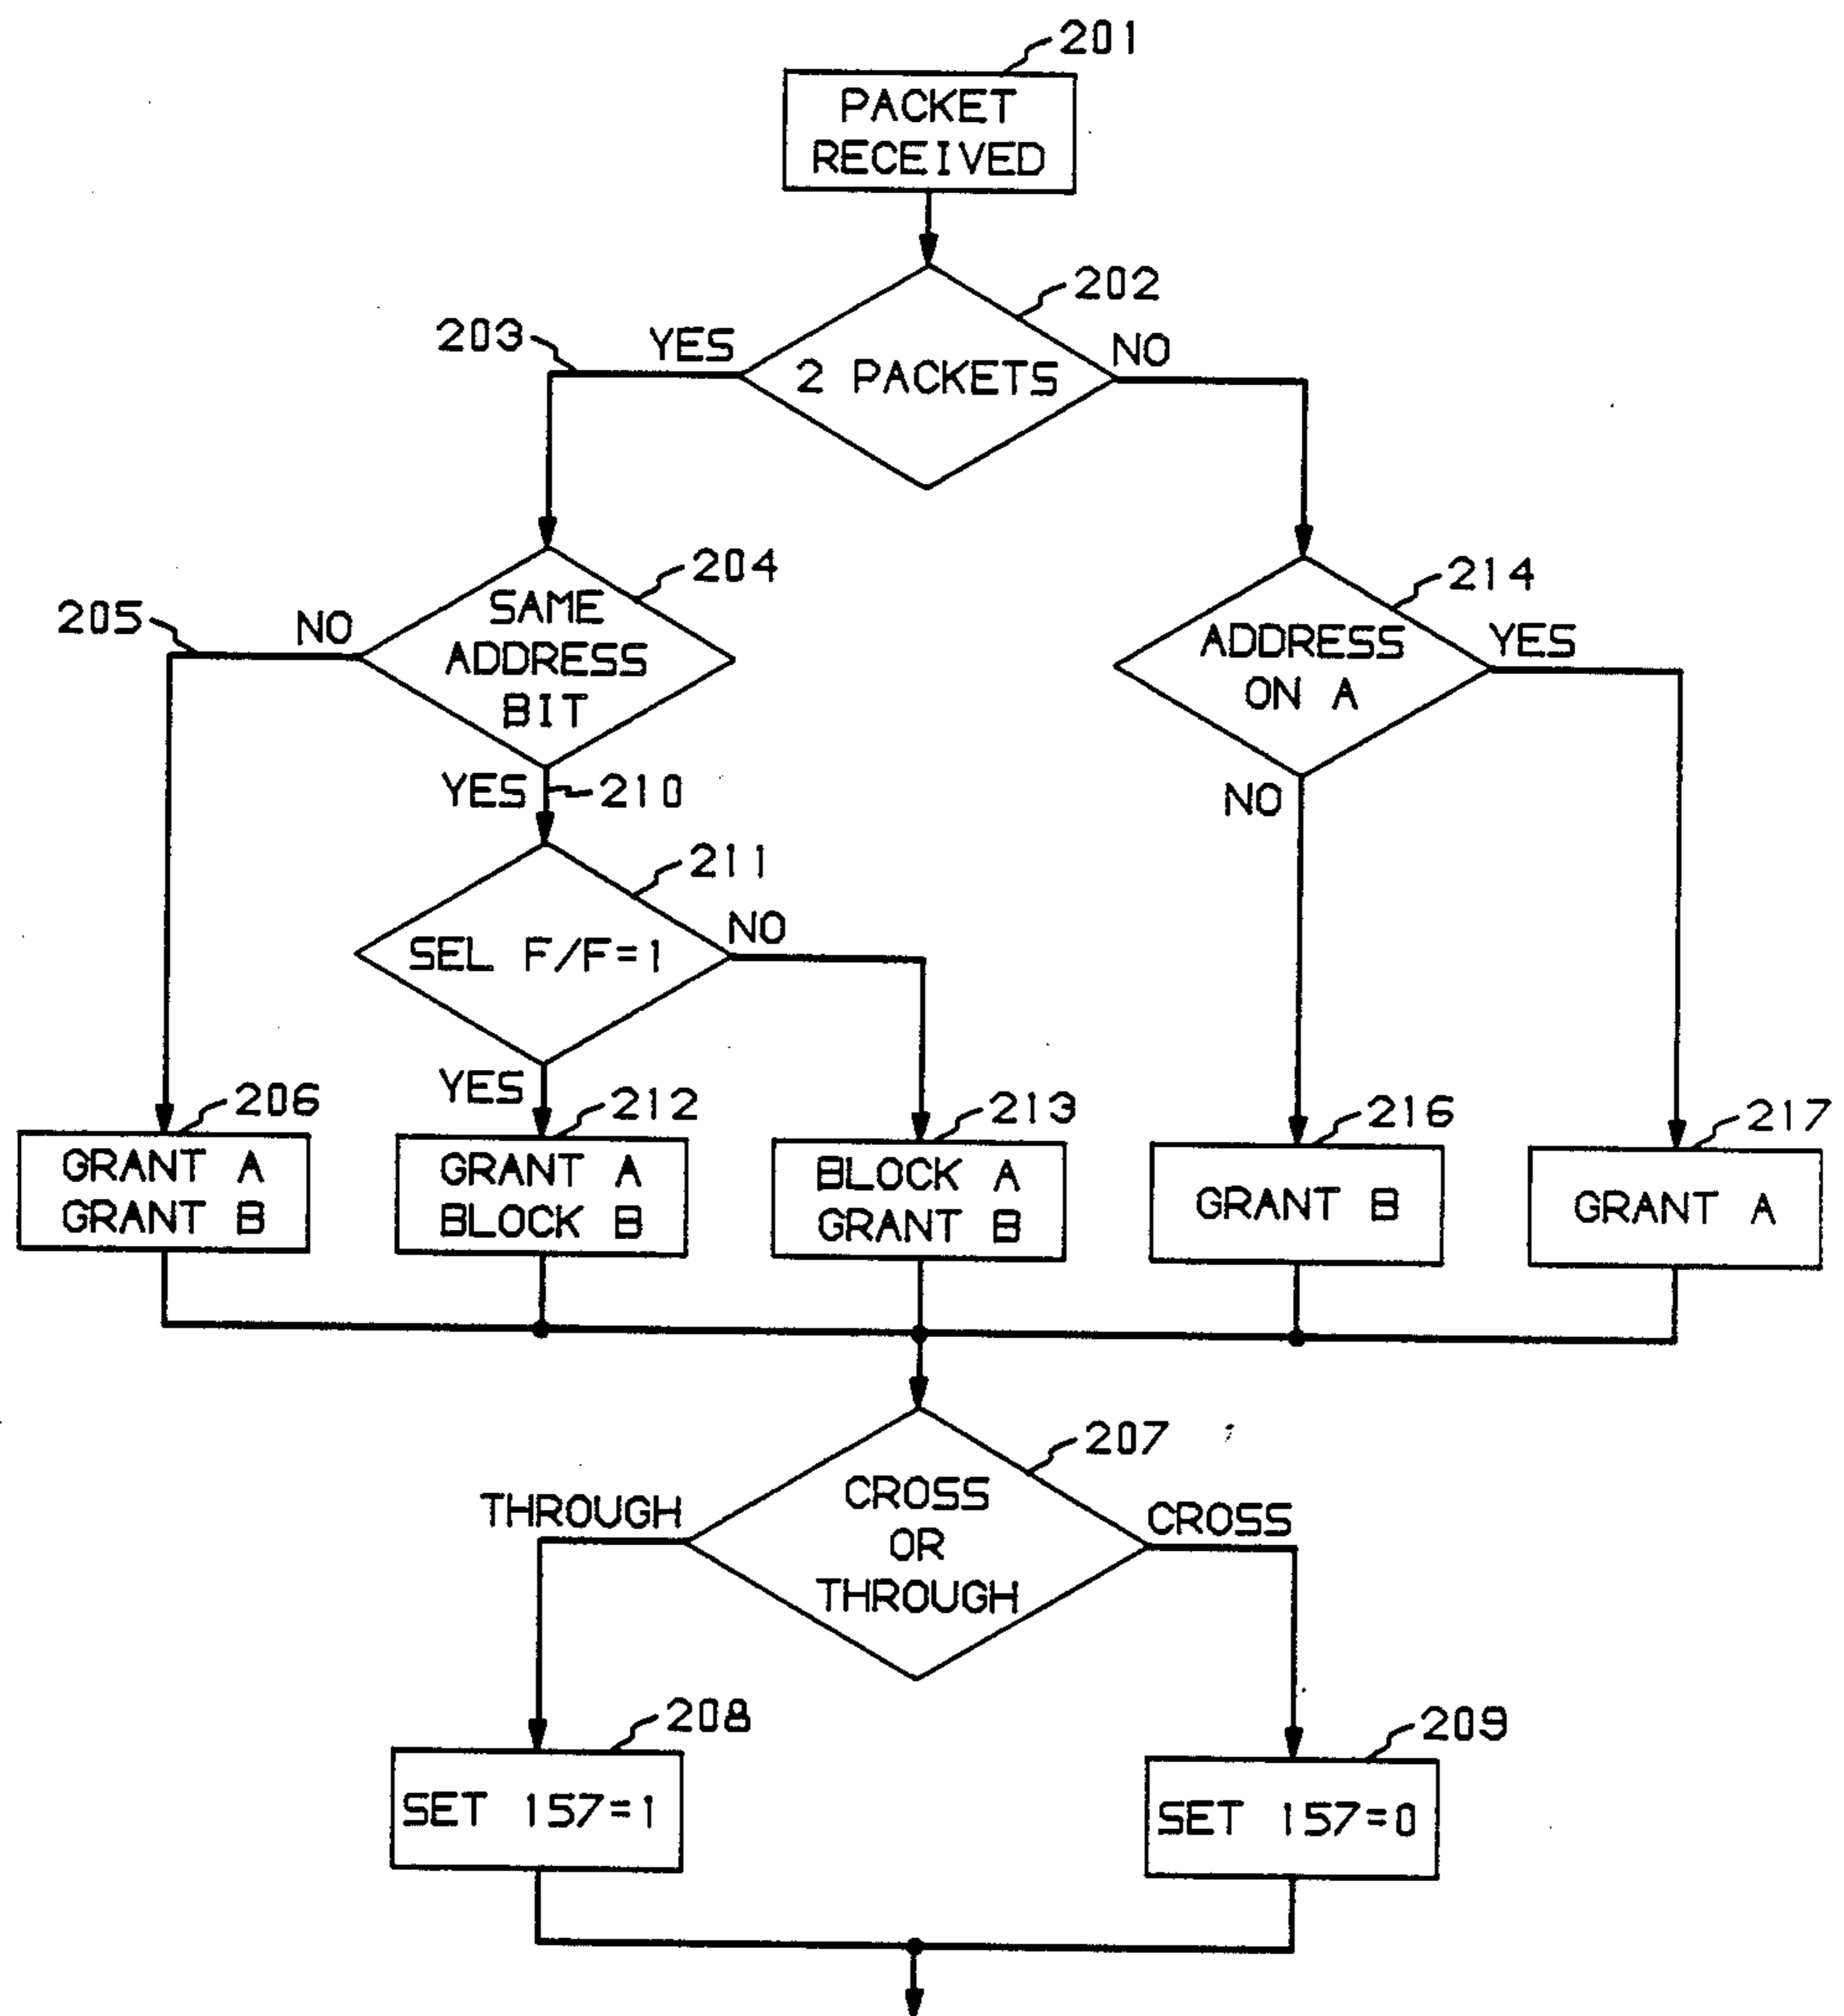 201
PACKET
RECEIVED
202
203
YES
NO
2 PACKETS
204
214
205
NO
SAME
ADDRESS
BIT
ADDRESS
ON A
YES
YES
210
NO
211
SEL F/F=1
NO
YES
206
212
213
216
217
GRANT A
GRANT B
GRANT A
BLOCK B
BLOCK A
GRANT B
GRANT B
GRANT A
207
THROUGH
CROSS
OR
THROUGH
CROSS
208
209
SET 157=1
SET 157=0